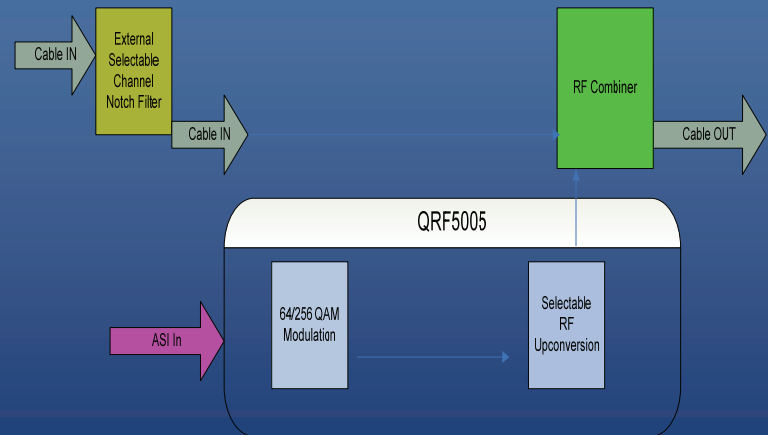 Cable IN
External
Selectable
Channel
Notch Filter
Cable IN
RF Combiner
Cable OUT
QRF5005
ASI In
64/256 QAM
Modulation
Selectable
RF
Upconversion